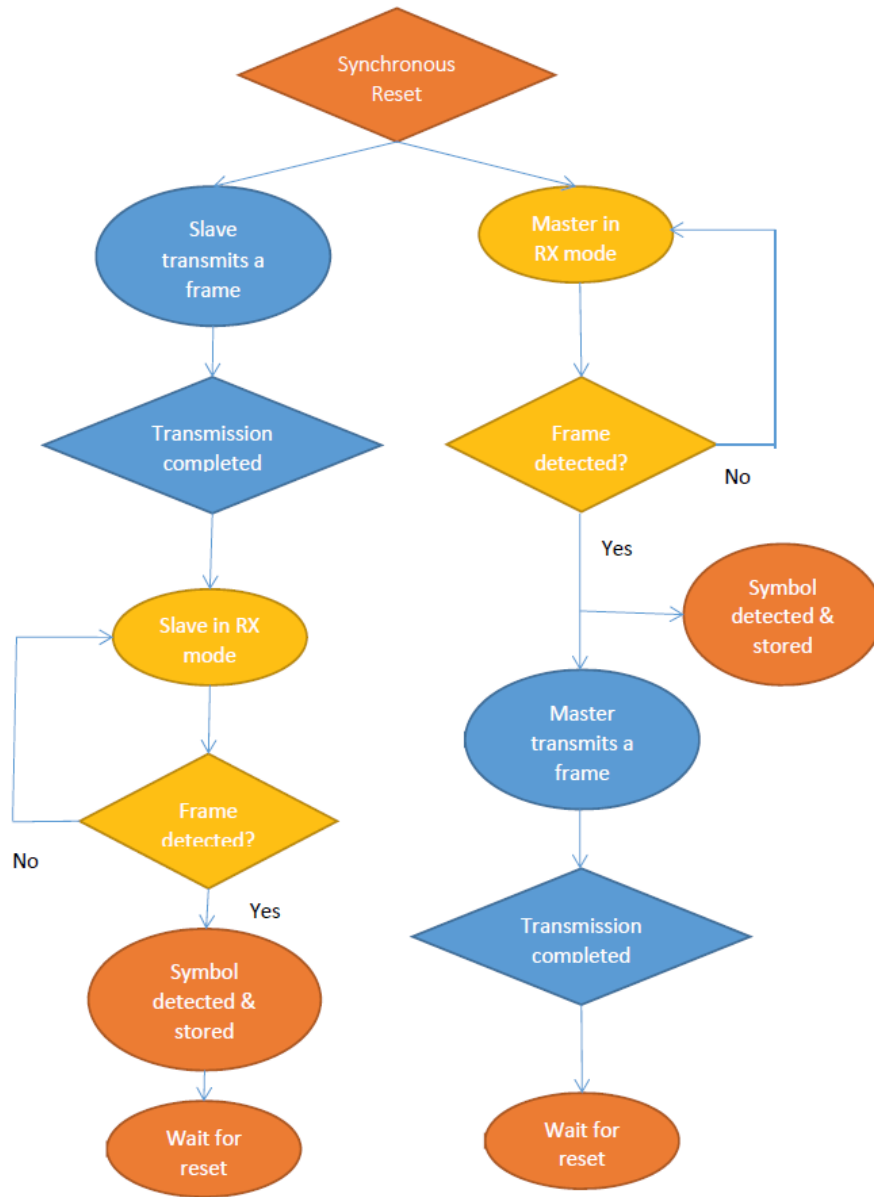 Synchronous
Reset
Slave
transmits a
frame
Master in
RX mode
Transmission
completed
Frame
detected?
No
Yes
Symbol
detected &
stored
Slave in RX
mode
Master
transmits a
frame
Frame
detected?
No
Yes
Transmission
completed
Symbol
detected &
stored
Wait for
reset
Wait for
reset